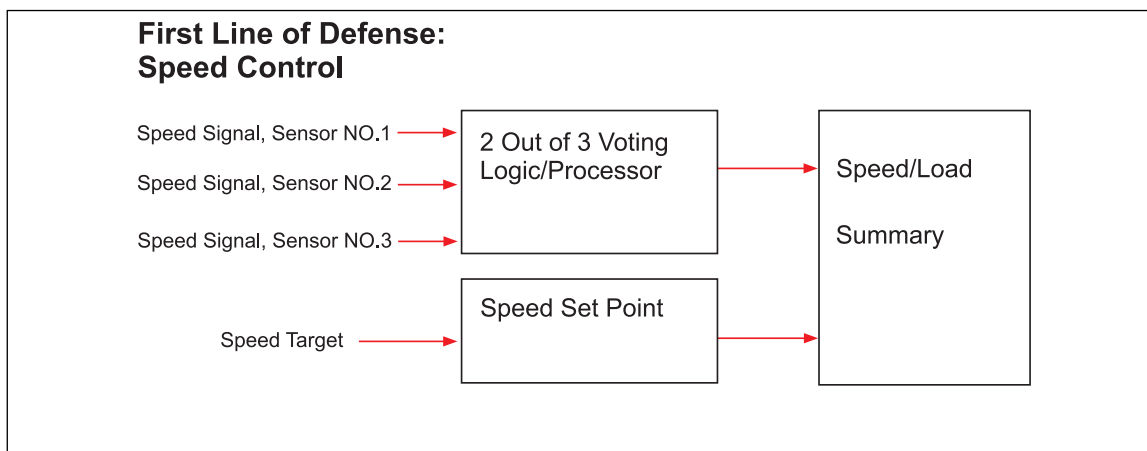 First Line of Defense:
Speed Control
Speed Signal, Sensor NO.1
Speed Signal, Sensor NO.2
Speed Signal, Sensor NO.3
2 Out of 3 Voting
Logic/Processor
Speed/Load
Summary
Speed Target
Speed Set Point